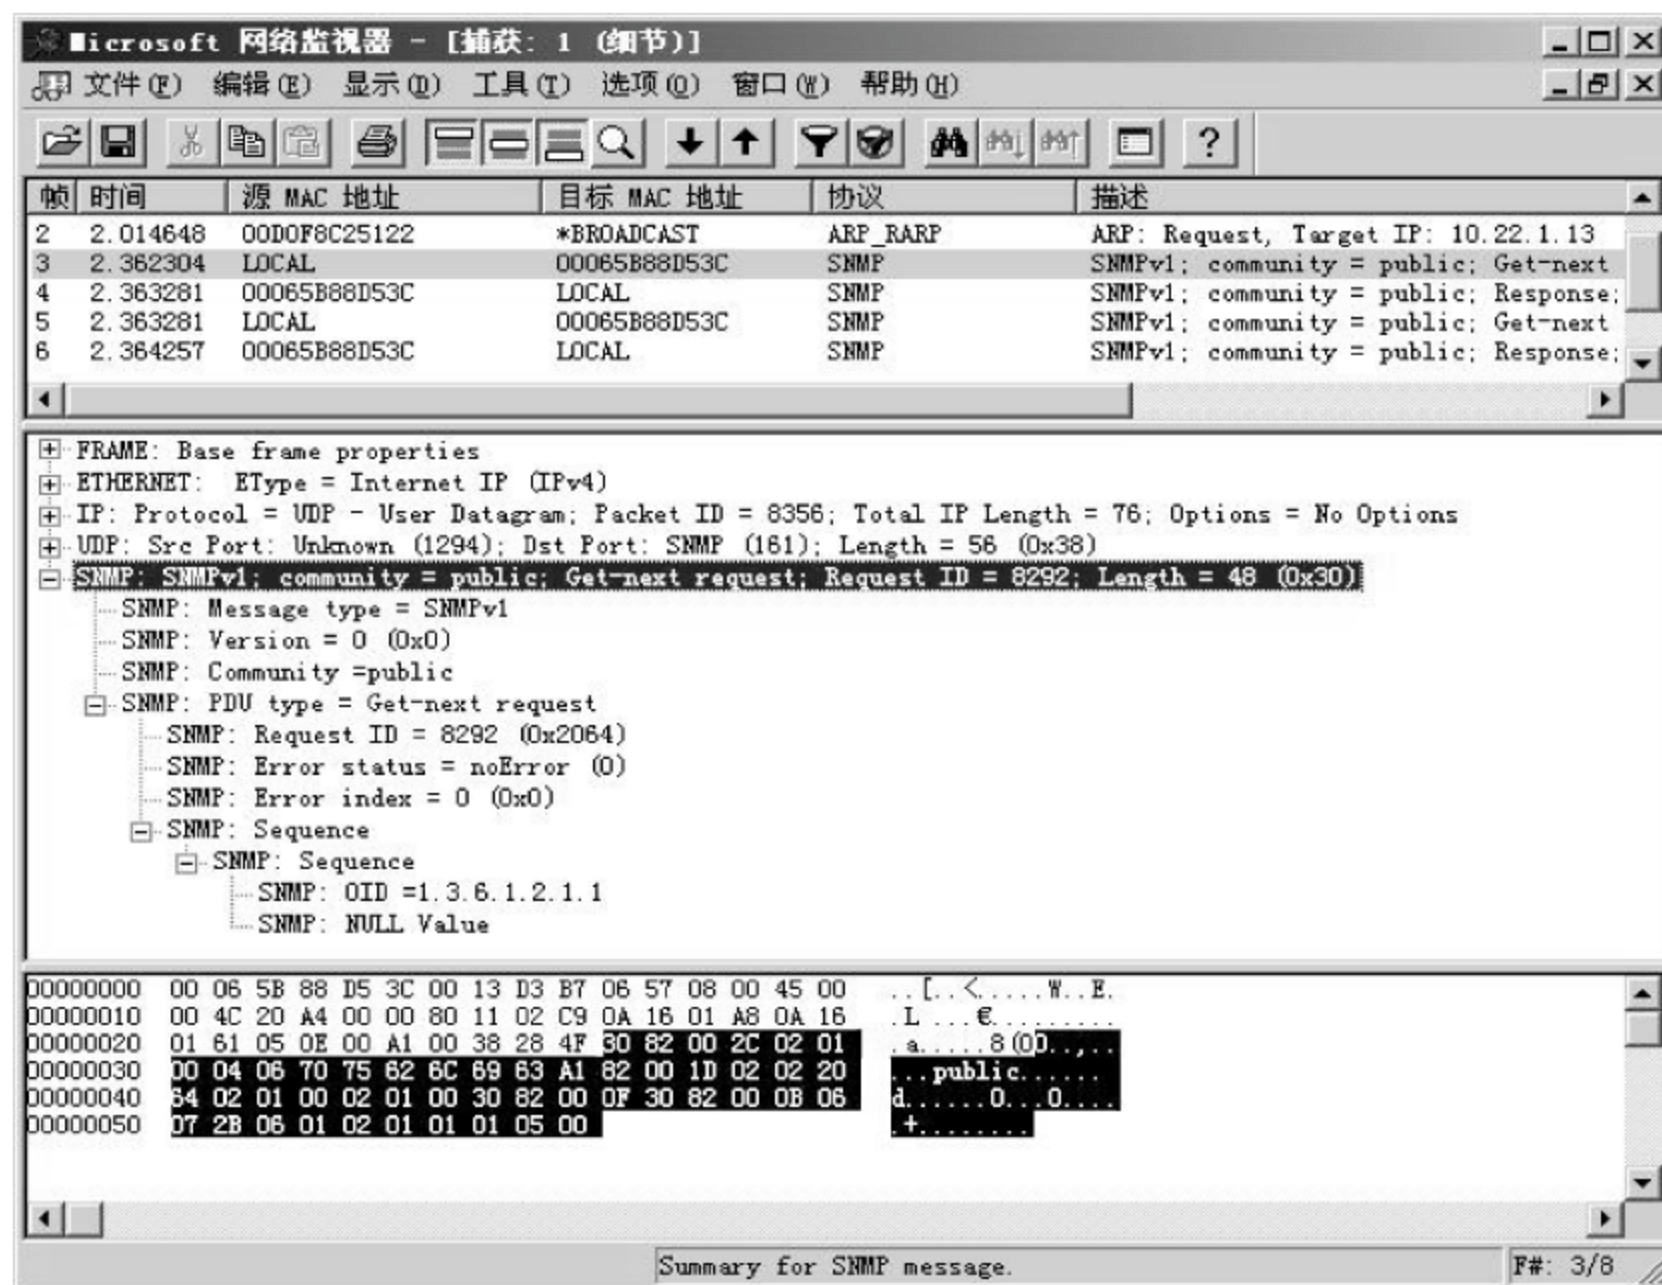 Microsoft 网络监视器 - [捕获: 1 (细节)]
文件(F) 编辑(E) 显示(D) 工具(T) 选项(O) 窗口(W) 帮助(H)
帧 时间 源 MAC 地址 目标 MAC 地址 协议 描述
2 2.014648 00D0F8C25122 *BROADCAST ARP_RARP ARP: Request, Target IP: 10.22.1.13
3 2.362304 LOCAL 00065B88D53C SNMP SNMPv1; community = public; Get-next
4 2.363281 00065B88D53C LOCAL SNMP SNMPv1; community = public; Response;
5 2.363281 LOCAL 00065B88D53C SNMP SNMPv1; community = public; Get-next
6 2.364257 00065B88D53C LOCAL SNMP SNMPv1; community = public; Response;
FRAME: Base frame properties
ETHERNET: EType = Internet IP (IPv4)
IP: Protocol = UDP - User Datagram; Packet ID = 8356; Total IP Length = 76; Options = No Options
UDP: Src Port: Unknown (1294); Dst Port: SNMP (161); Length = 56 (0x38)
SNMP: SNMPv1; community = public; Get-next request; Request ID = 8292; Length = 48 (0x30)
SNMP: Message type = SNMPv1
SNMP: Version = 0 (0x0)
SNMP: Community =public
SNMP: PDU type = Get-next request
SNMP: Request ID = 8292 (0x2064)
SNMP: Error status = noError (0)
SNMP: Error index = 0 (0x0)
SNMP: Sequence
SNMP: Sequence
SNMP: OID =1.3.6.1.2.1.1
SNMP: NULL Value
00000000 00 06 5B 88 D5 3C 00 13 D3 B7 06 57 08 00 45 00 ..[..<.....W..E.
00000010 00 4C 20 A4 00 00 80 11 02 C9 0A 16 01 A8 0A 16 .L ...€.........
00000020 01 61 05 0E 00 A1 00 38 28 4F 30 82 00 2C 02 01 .a.....8(O0..,..
00000030 00 04 06 70 75 62 6C 69 63 A1 82 00 1D 02 02 20 ...public......
00000040 64 02 01 00 02 01 00 30 82 00 0F 30 82 00 0B 06 d......0...0....
00000050 07 2B 06 01 02 01 01 01 05 00 .+........
Summary for SNMP message. F#: 3/8